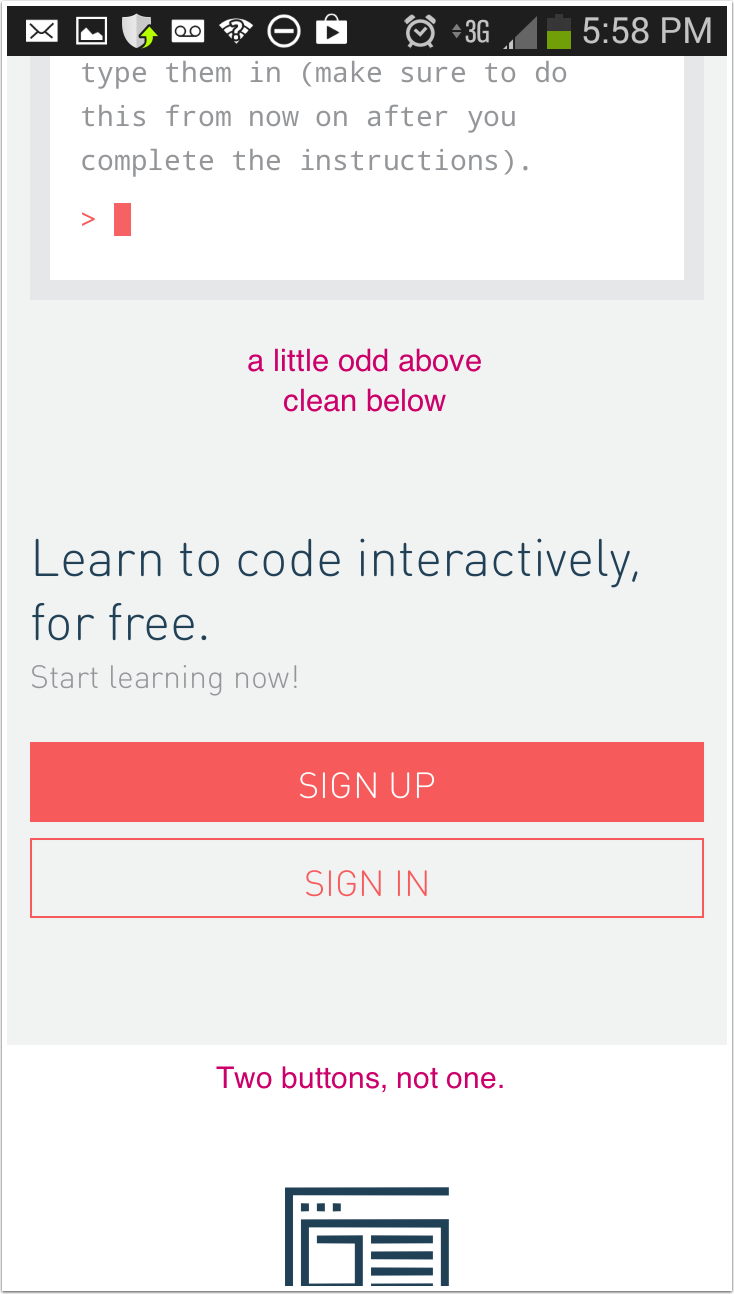 3G 5:58 PM
type them in (make sure to do
this from now on after you
complete the instructions).
>
a little odd above
clean below
Learn to code interactively,
for free.
Start learning now!
SIGN UP
SIGN IN
Two buttons, not one.